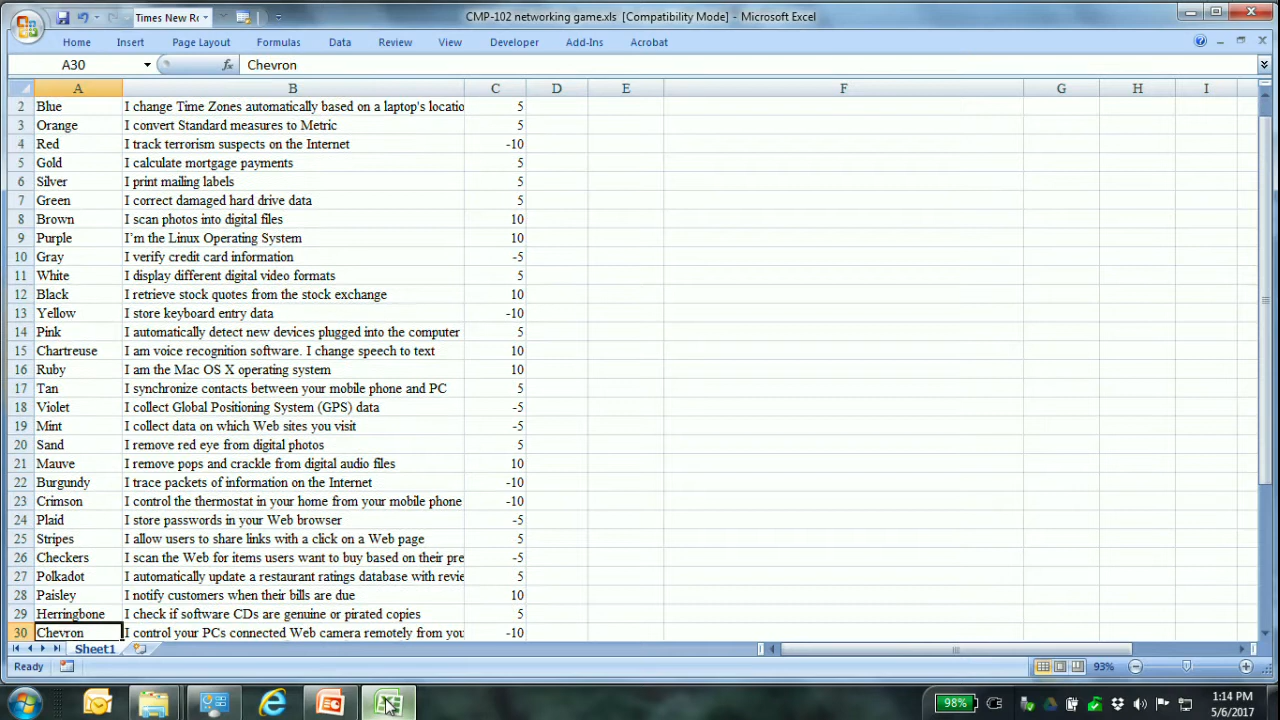 Times New Ro
CMP-102 networking game.xls [Compatibility Mode] - Microsoft Excel
Home Insert Page Layout Formulas Data Review View Developer Add-Ins Acrobat
A30 fx Chevron
A B C D E F G H I
2 Blue I change Time Zones automatically based on a laptop's locatio 5
3 Orange I convert Standard measures to Metric 5
4 Red I track terrorism suspects on the Internet -10
5 Gold I calculate mortgage payments 5
6 Silver I print mailing labels 5
7 Green I correct damaged hard drive data 5
8 Brown I scan photos into digital files 10
9 Purple I'm the Linux Operating System 10
10 Gray I verify credit card information -5
11 White I display different digital video formats 5
12 Black I retrieve stock quotes from the stock exchange 10
13 Yellow I store keyboard entry data -10
14 Pink I automatically detect new devices plugged into the computer 5
15 Chartreuse I am voice recognition software. I change speech to text 10
16 Ruby I am the Mac OS X operating system 10
17 Tan I synchronize contacts between your mobile phone and PC 5
18 Violet I collect Global Positioning System (GPS) data -5
19 Mint I collect data on which Web sites you visit -5
20 Sand I remove red eye from digital photos 5
21 Mauve I remove pops and crackle from digital audio files 10
22 Burgundy I trace packets of information on the Internet -10
23 Crimson I control the thermostat in your home from your mobile phone -10
24 Plaid I store passwords in your Web browser -5
25 Stripes I allow users to share links with a click on a Web page 5
26 Checkers I scan the Web for items users want to buy based on their pre -5
27 Polkadot I automatically update a restaurant ratings database with revie 5
28 Paisley I notify customers when their bills are due 10
29 Herringbone I check if software CDs are genuine or pirated copies 5
30 Chevron I control your PCs connected Web camera remotely from you -10
Sheet1
Ready 93%
98% 1:14 PM
5/6/2017